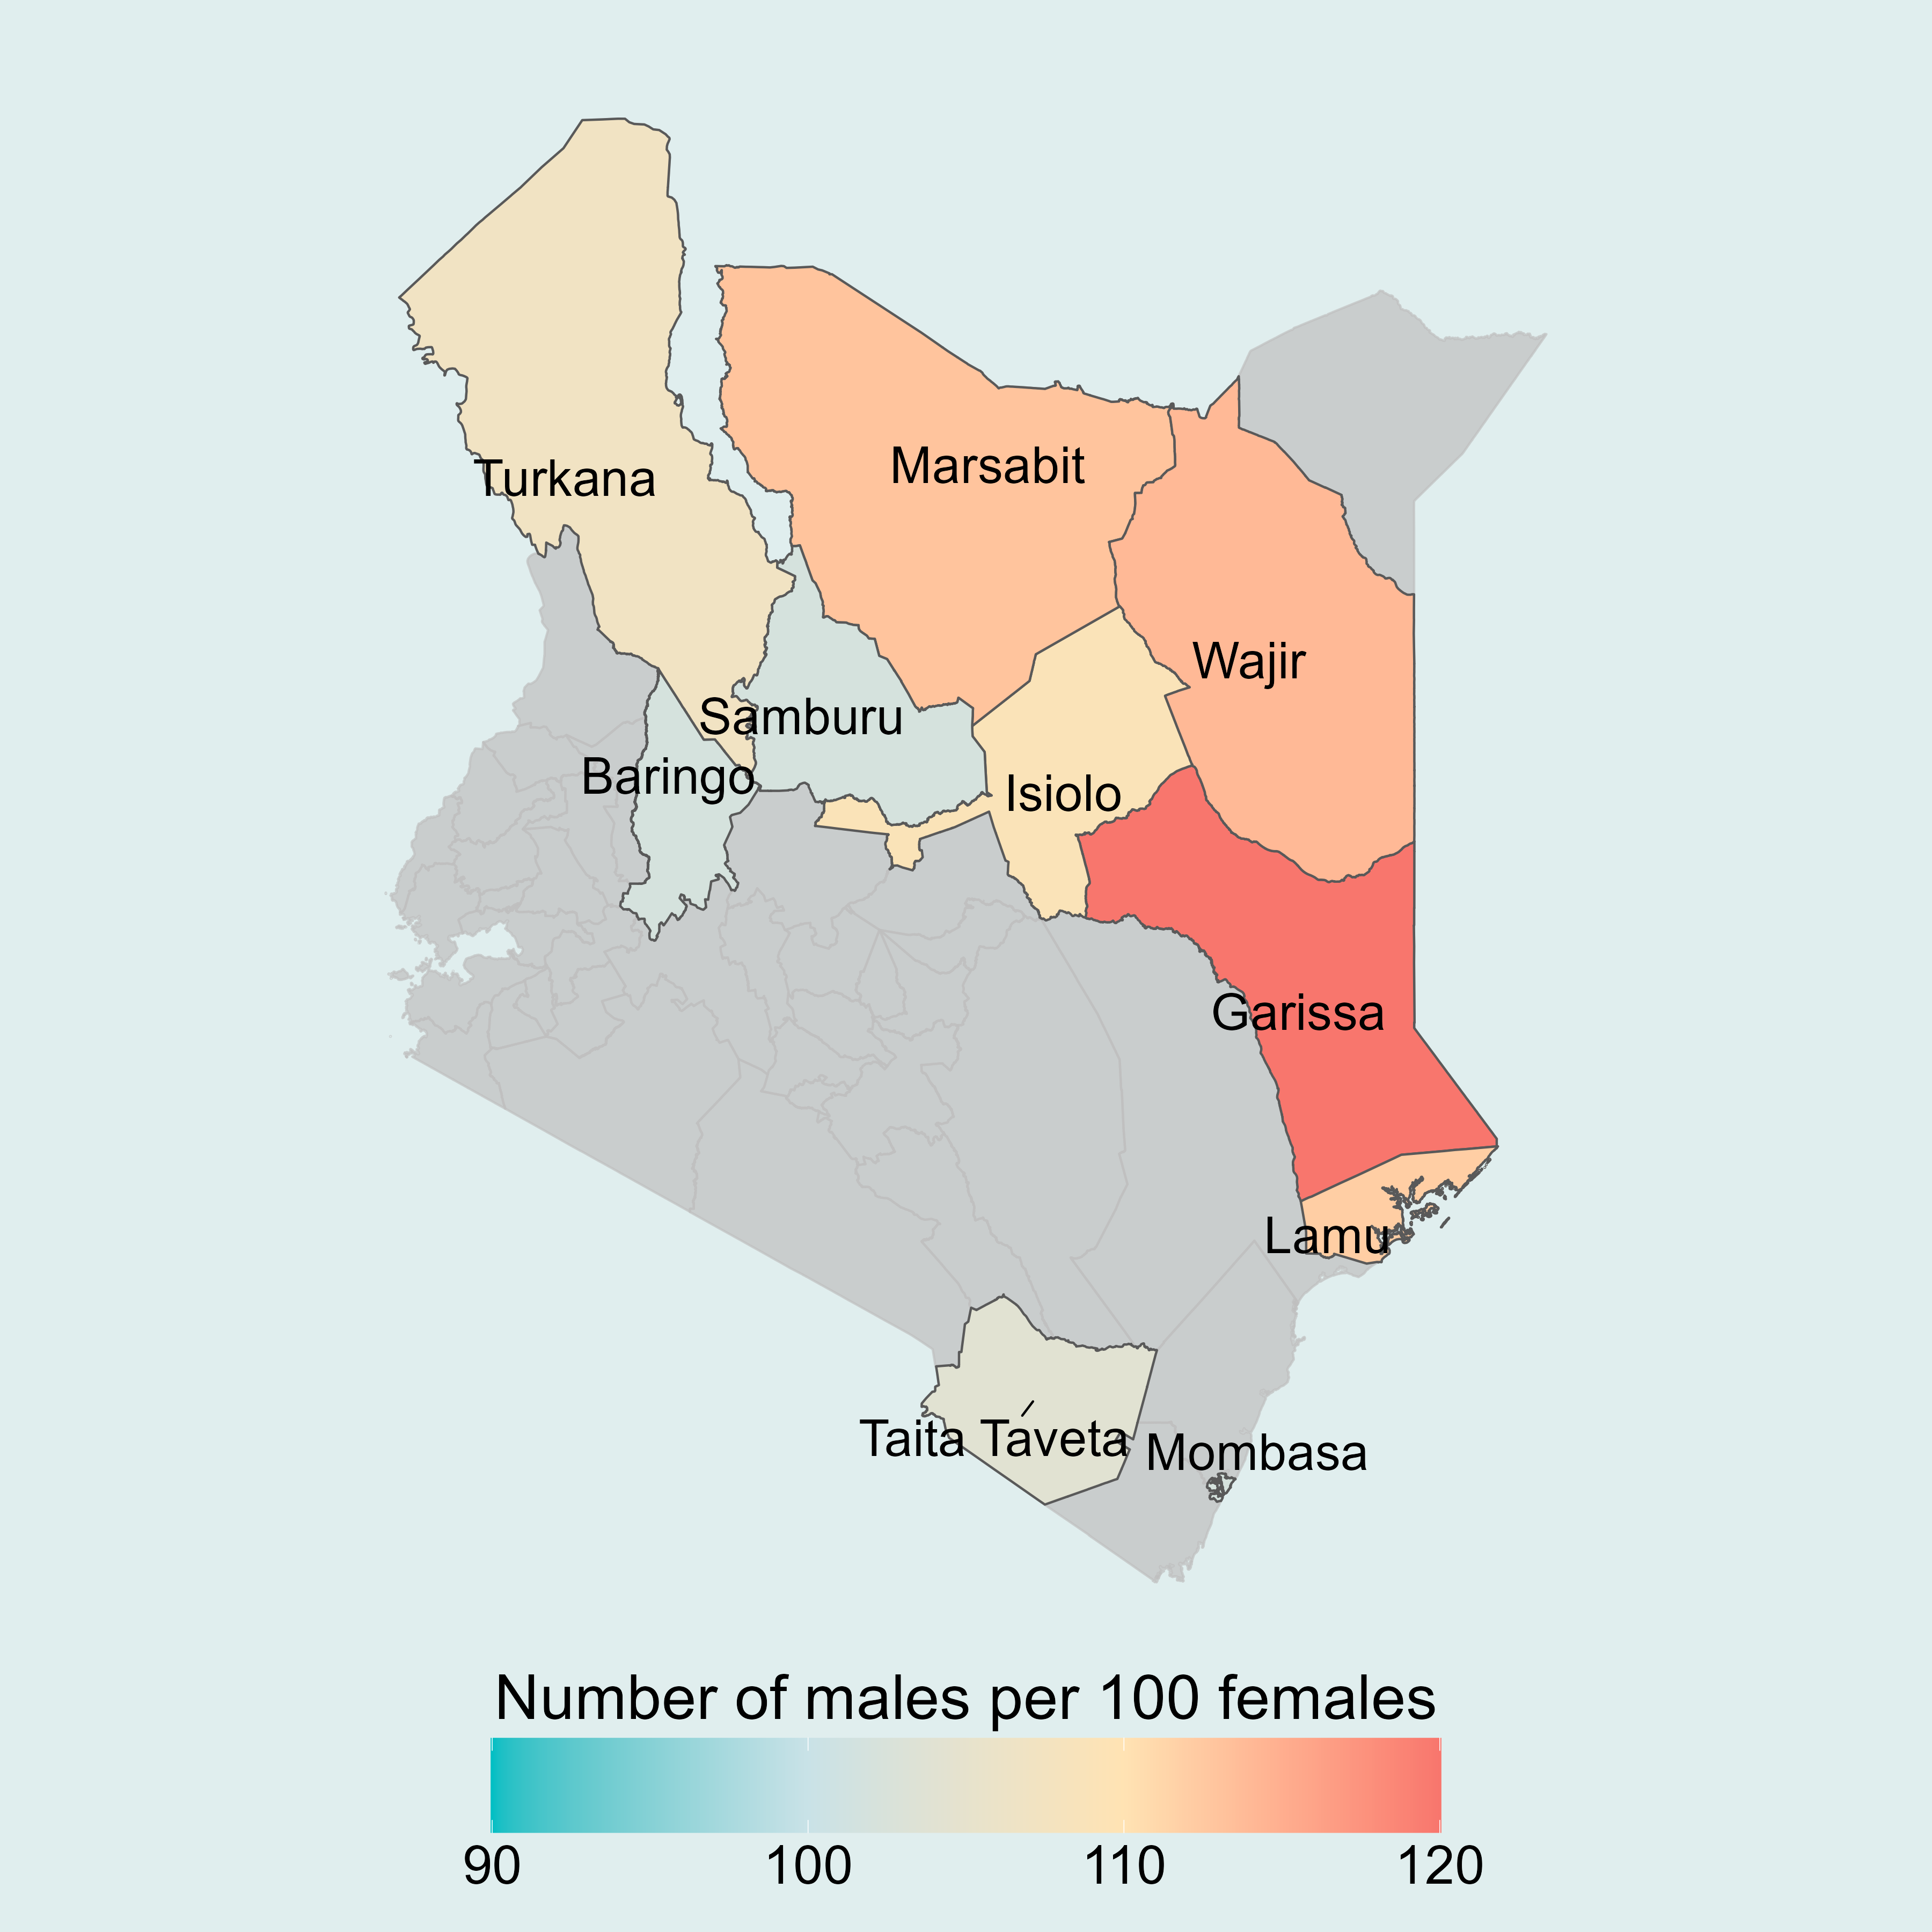 Turkana
Marsabit
Wajir
Samburu
Baringo
Isiolo
Garissa
Lamu
Taita Taveta
Mombasa
Number of males per 100 females
90 100 110 120